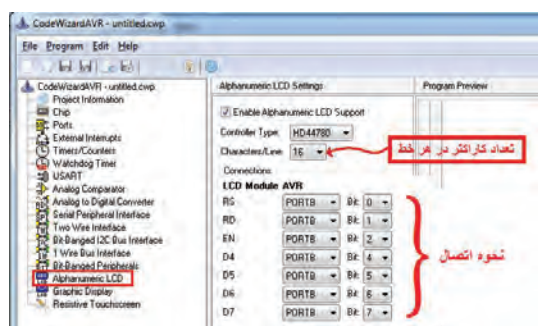 CodeWizardAVR - untitled.cwp
File Program Edit Help
CodeWizardAVR - untitled.cwp
Project Information
Chip
Ports
External Interrupts
Timers/Counters
Watchdog Timer
USART
Analog Comparator
Analog to Digital Converter
Serial Peripheral Interface
Two Wire Interface
Bit-Banged I2C Bus Interface
1 Wire Bus Interface
Bit-Banged Peripherals
Alphanumeric LCD
Graphic Display
Resistive Touchscreen
Alphanumeric LCD Settings
Enable Alphanumeric LCD Support
Controller Type: HD44780
Characters/Line: 16
تعداد کاراکتر در هر خط
Connections
LCD Module AVR
RS PORTB Bit: 0
RD PORTB Bit: 1
EN PORTB Bit: 2
D4 PORTB Bit: 4
D5 PORTB Bit: 5
D6 PORTB Bit: 6
D7 PORTB Bit: 7
نحوه اتصال
Program Preview